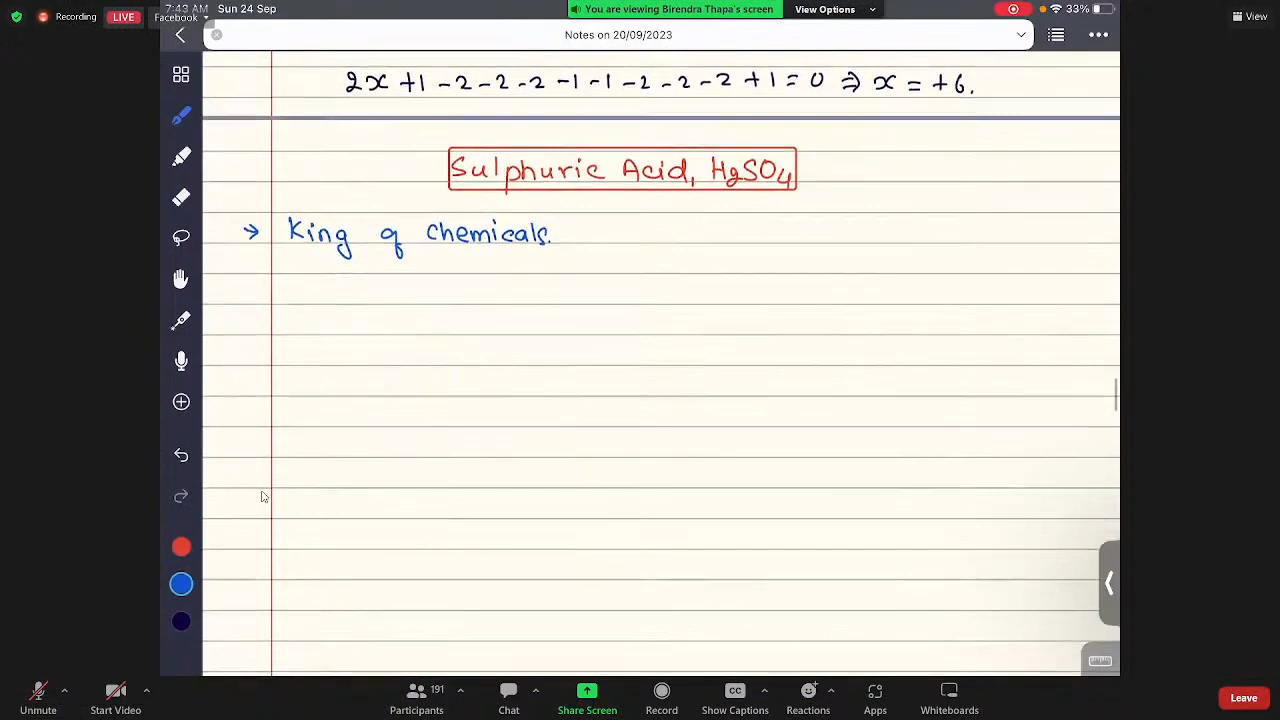 7:43 AM Sun 24 Sep
Recording LIVE Facebook
You are viewing Birendra Thapa's screen View Options
33%
View
Notes on 20/09/2023
2x +1 -2 -2 -2 -1 -1 -2 -2 -2 +1 = 0 ⇒ x = +6.
Sulphuric Acid, H₂SO₄
→ King of chemicals.
Unmute
Start Video
191
Participants
Chat
Share Screen
Record
CC
Show Captions
Reactions
Apps
Whiteboards
Leave